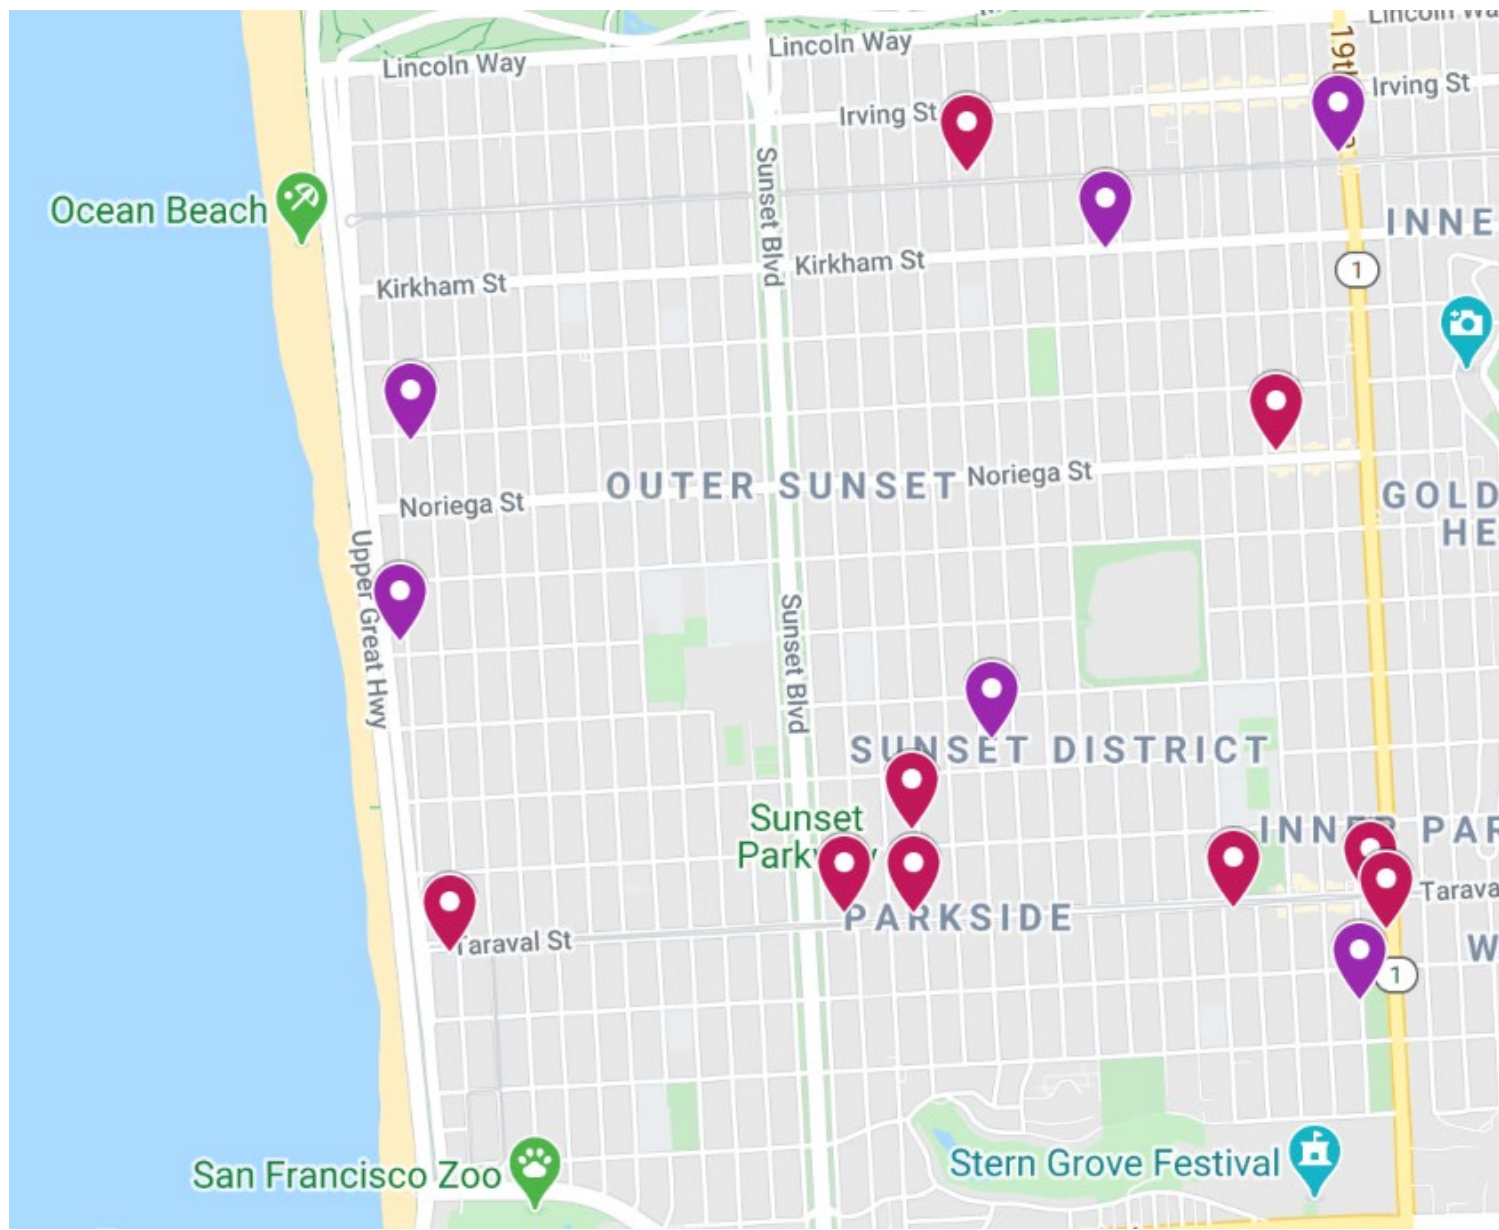 Lincoln Way
Lincoln Way
19th
Irving St
Irving St
Sunset Blvd
Ocean Beach
INNE
Kirkham St
Kirkham St
1
OUTER SUNSET
Noriega St
Noriega St
GOLD
HE
Upper Great Hwy
Sunset Blvd
SUNSET DISTRICT
Sunset
PARKSIDE
Taraval St
Tarava
W
1
San Francisco Zoo
Stern Grove Festival